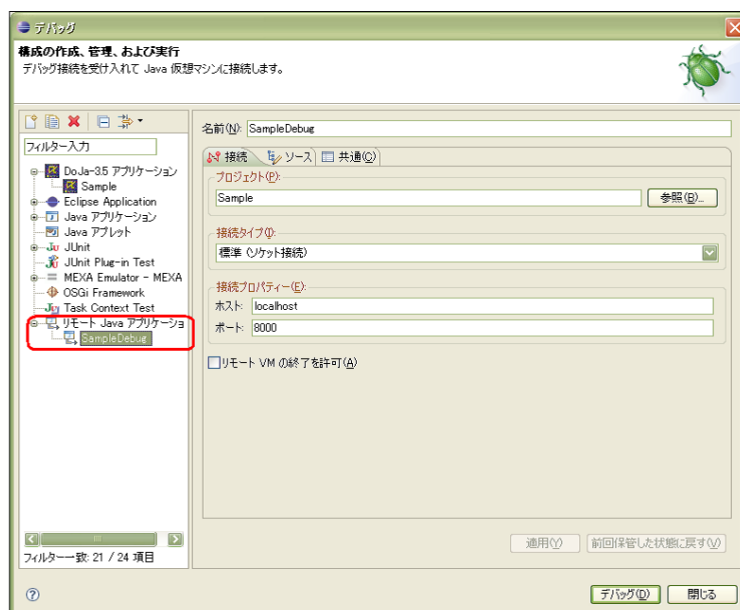 デバッグ
構成の作成、管理、および実行
デバッグ接続を受け入れて Java 仮想マシンに接続します。
フィルター入力
DoJa-3.5 アプリケーション
Sample
Eclipse Application
Java アプリケーション
Java アプレット
JUnit
JUnit Plug-in Test
MEXA Emulator - MEXA
OSGi Framework
Task Context Test
リモート Java アプリケーショ
SampleDebug
フィルター一致: 21 / 24 項目
名前(N): SampleDebug
接続 ソース 共通(C)
プロジェクト(P):
Sample 参照(B)...
接続タイプ(I):
標準 (ソケット接続)
接続プロパティー(E):
ホスト: localhost
ポート: 8000
リモート VM の終了を許可(A)
適用(Y) 前回保管した状態に戻す(V)
? デバッグ(D) 閉じる